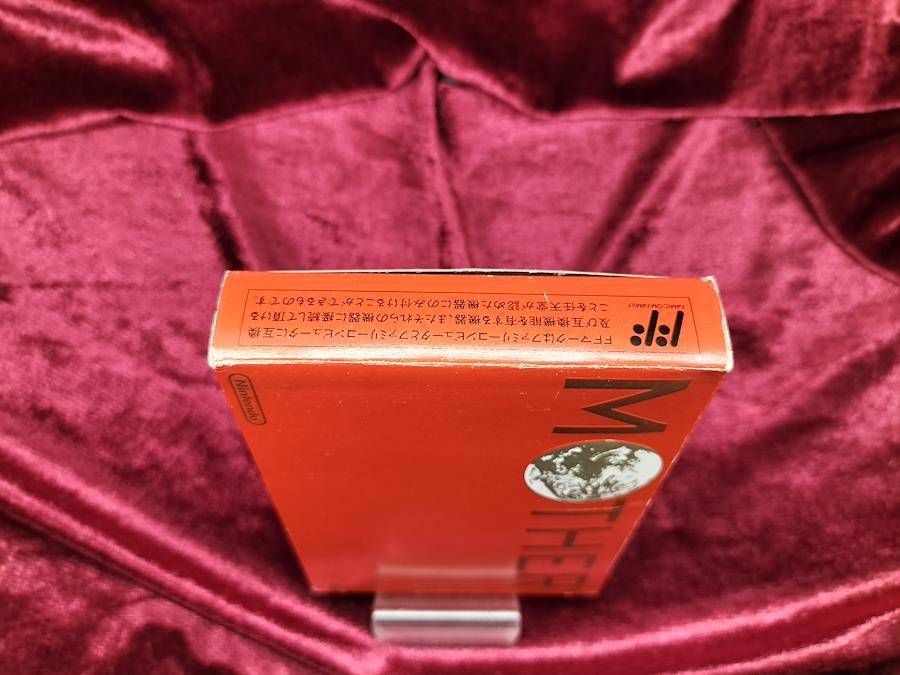 FF
FAMICOM FAMILY
FFマークはファミリーコンピュータとファミリーコンピュータに互換
及び互換機能を有する機器、またそれらの機器に接続して頂ける
ことを任天堂が認めた機器にのみ付けることができるものです。
Nintendo
MOTHER